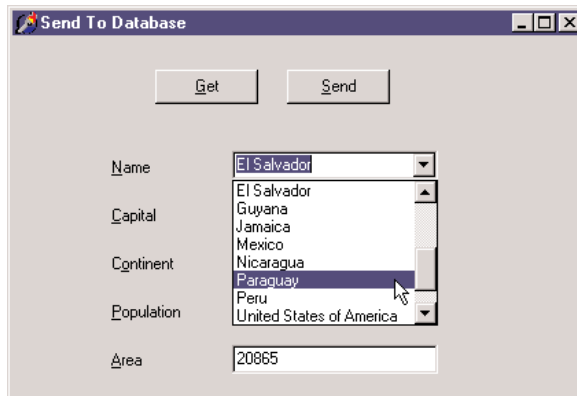 Send To Database
Get Send
Name El Salvador
El Salvador
Guyana
Jamaica
Mexico
Nicaragua
Paraguay
Peru
United States of America
Capital
Continent
Population
Area 20865